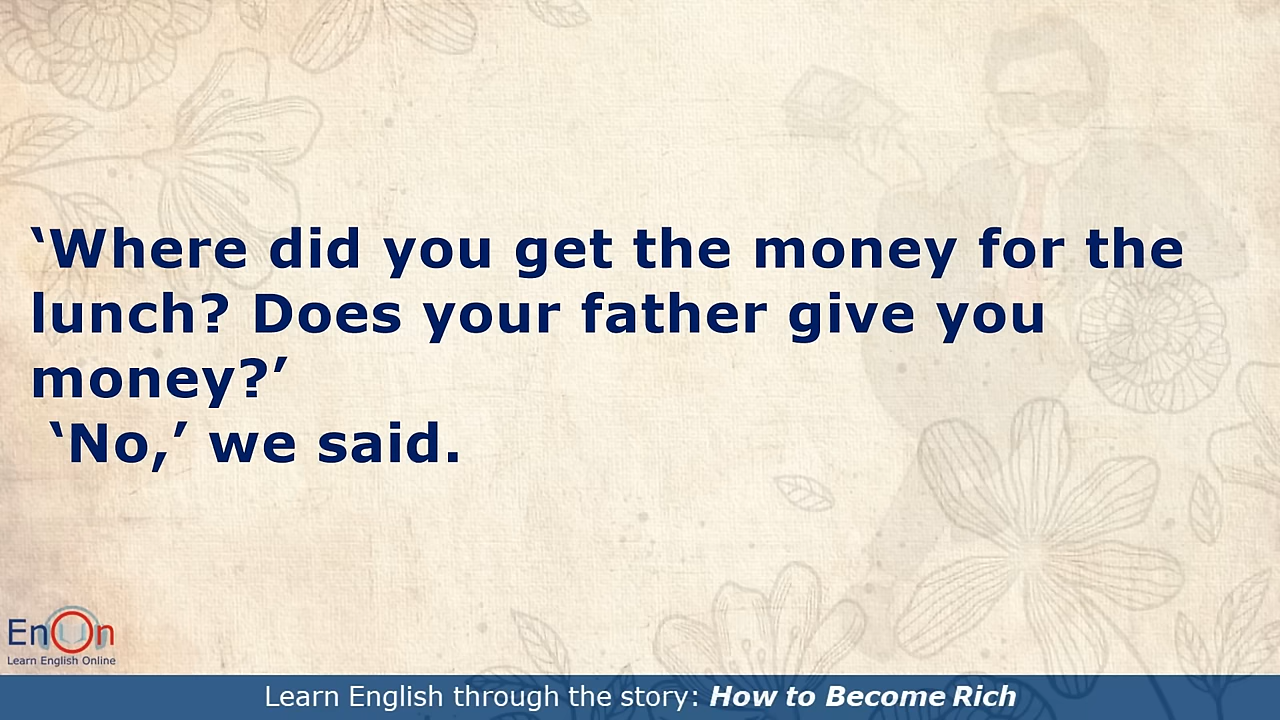 ‘Where did you get the money for the
lunch? Does your father give you
money?’
‘No,’ we said.
EnOn
Learn English Online
Learn English through the story: How to Become Rich